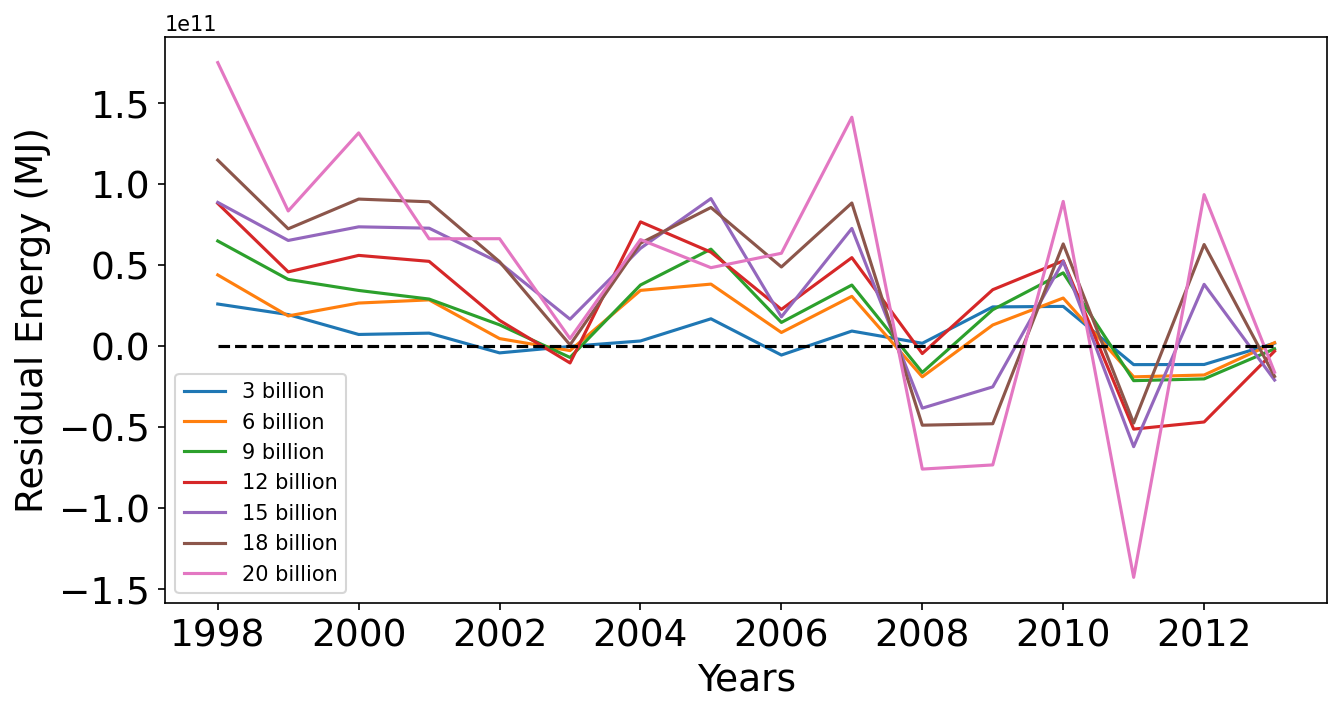 1e11
Residual Energy (MJ)
1.5
1.0
0.5
0.0
−0.5
−1.0
−1.5
3 billion
6 billion
9 billion
12 billion
15 billion
18 billion
20 billion
1998 2000 2002 2004 2006 2008 2010 2012
Years